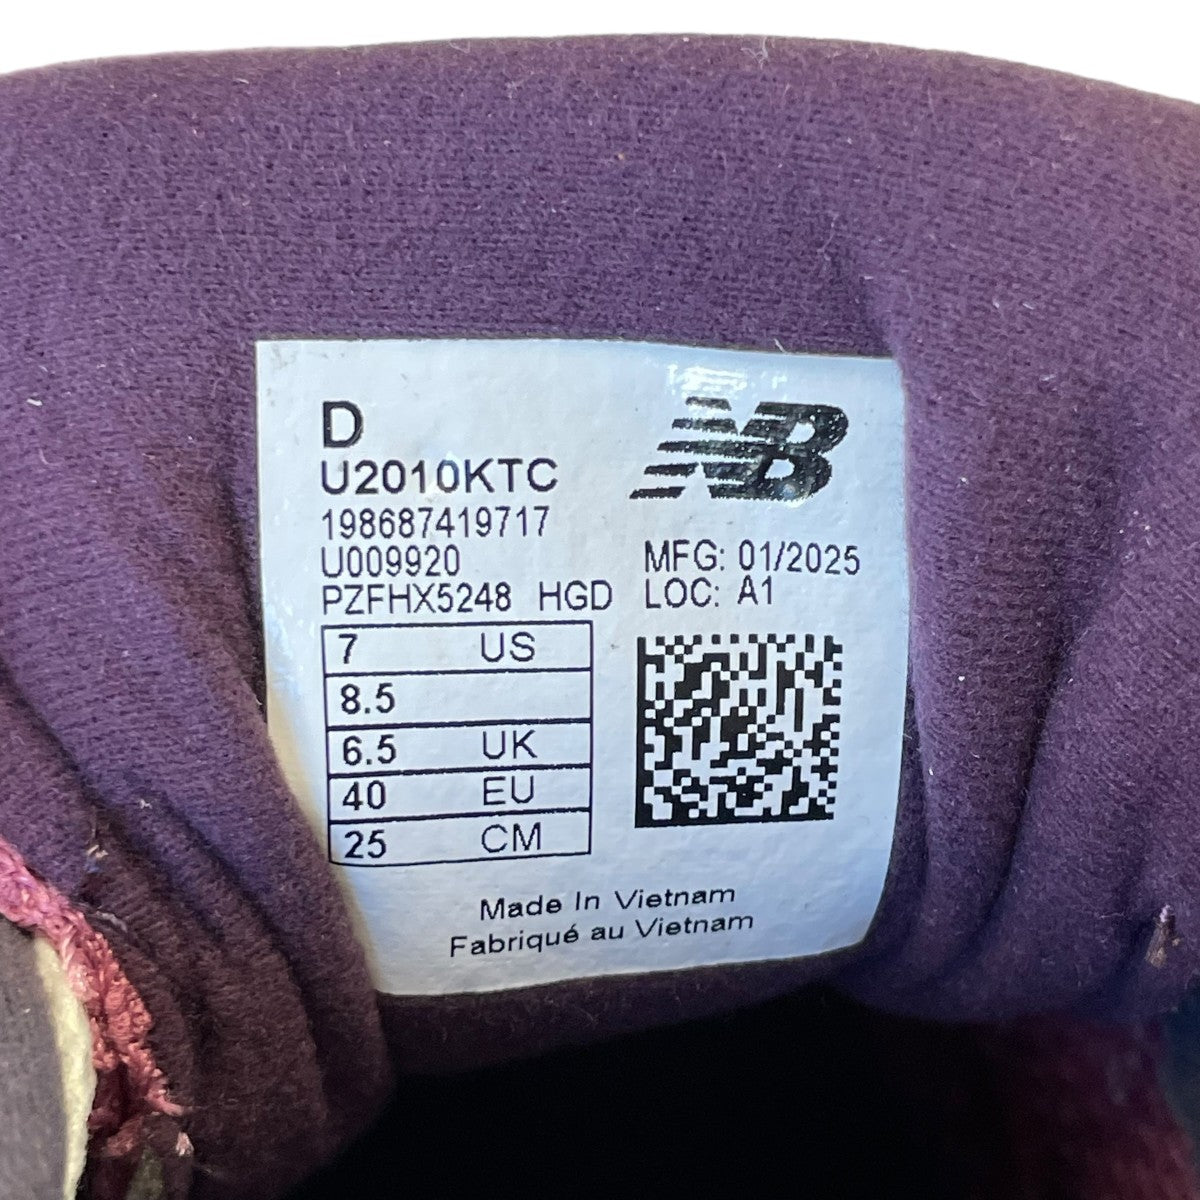 D
NB
U2010KTC
198687419717
U009920
MFG: 01/2025
PZFHX5248 HGD LOC: A1
7 US
8.5
6.5 UK
40 EU
25 CM
Made In Vietnam
Fabriqué au Vietnam